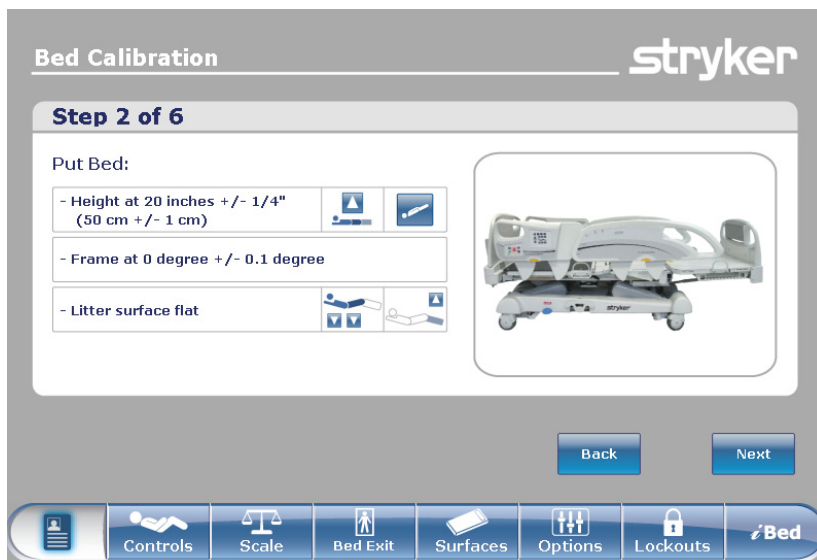 Bed Calibration
stryker
Step 2 of 6
Put Bed:
- Height at 20 inches +/- 1/4"
(50 cm +/- 1 cm)
- Frame at 0 degree +/- 0.1 degree
- Litter surface flat
stryker
Back
Next
Controls
Scale
Bed Exit
Surfaces
Options
Lockouts
iBed